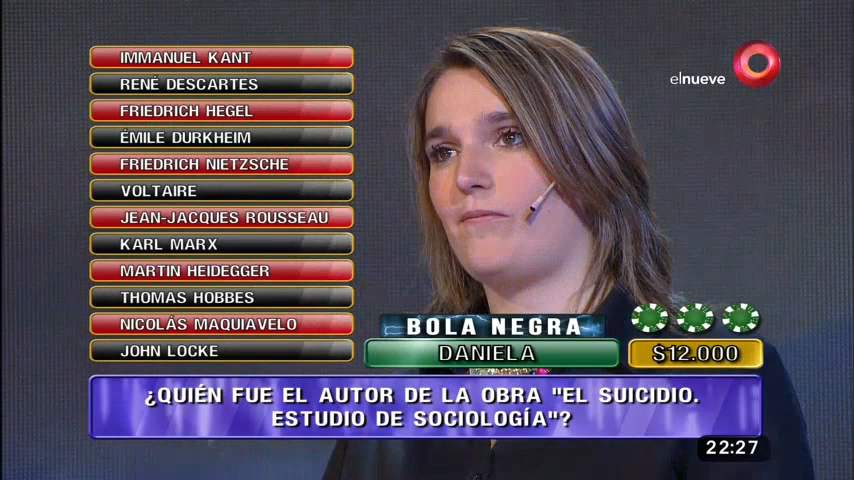 IMMANUEL KANT
RENÉ DESCARTES
FRIEDRICH HEGEL
ÉMILE DURKHEIM
FRIEDRICH NIETZSCHE
VOLTAIRE
JEAN-JACQUES ROUSSEAU
KARL MARX
MARTIN HEIDEGGER
THOMAS HOBBES
NICOLÁS MAQUIAVELO
JOHN LOCKE
elnueve
BOLA NEGRA
DANIELA
$12.000
¿QUIÉN FUE EL AUTOR DE LA OBRA "EL SUICIDIO.
ESTUDIO DE SOCIOLOGÍA"?
22:27